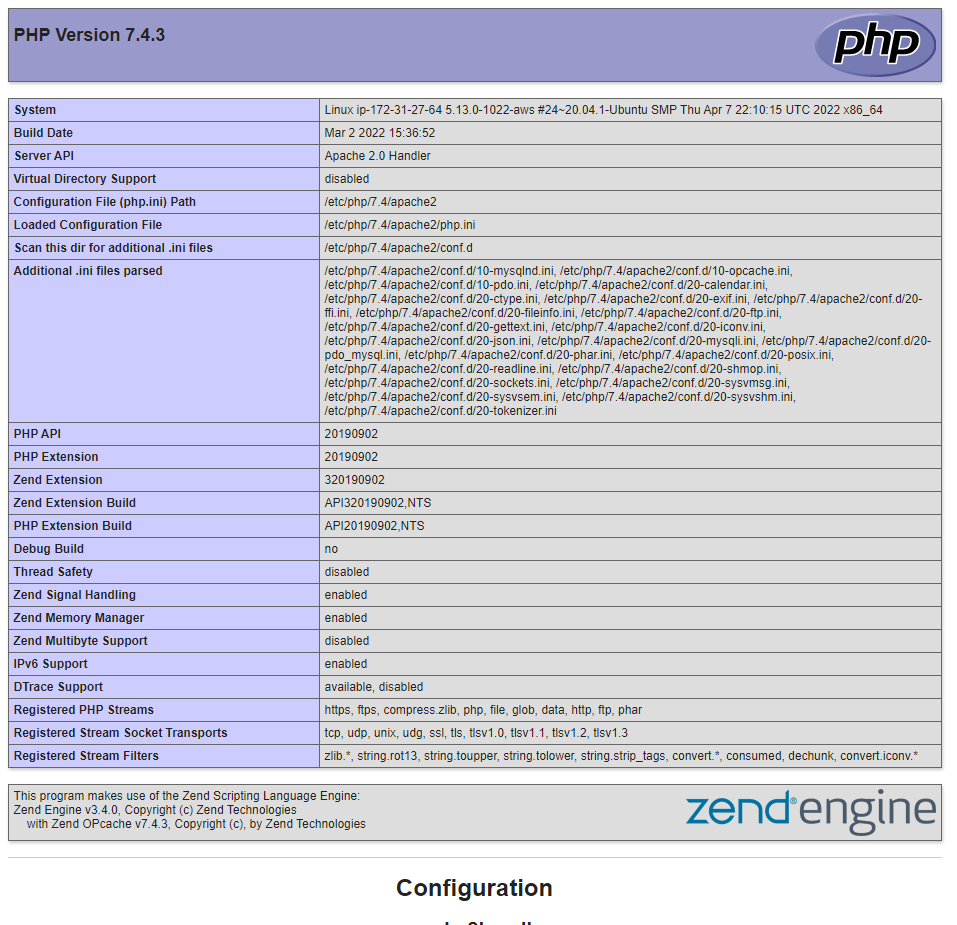 PHP Version 7.4.3
php
System Linux ip-172-31-27-64 5.13.0-1022-aws #24~20.04.1-Ubuntu SMP Thu Apr 7 22:10:15 UTC 2022 x86_64
Build Date Mar 2 2022 15:36:52
Server API Apache 2.0 Handler
Virtual Directory Support disabled
Configuration File (php.ini) Path /etc/php/7.4/apache2
Loaded Configuration File /etc/php/7.4/apache2/php.ini
Scan this dir for additional .ini files /etc/php/7.4/apache2/conf.d
Additional .ini files parsed /etc/php/7.4/apache2/conf.d/10-mysqlnd.ini, /etc/php/7.4/apache2/conf.d/10-opcache.ini,
/etc/php/7.4/apache2/conf.d/10-pdo.ini, /etc/php/7.4/apache2/conf.d/20-calendar.ini,
/etc/php/7.4/apache2/conf.d/20-ctype.ini, /etc/php/7.4/apache2/conf.d/20-exif.ini, /etc/php/7.4/apache2/conf.d/20-
ffi.ini, /etc/php/7.4/apache2/conf.d/20-fileinfo.ini, /etc/php/7.4/apache2/conf.d/20-ftp.ini,
/etc/php/7.4/apache2/conf.d/20-gettext.ini, /etc/php/7.4/apache2/conf.d/20-iconv.ini,
/etc/php/7.4/apache2/conf.d/20-json.ini, /etc/php/7.4/apache2/conf.d/20-mysqli.ini, /etc/php/7.4/apache2/conf.d/20-
pdo_mysql.ini, /etc/php/7.4/apache2/conf.d/20-phar.ini, /etc/php/7.4/apache2/conf.d/20-posix.ini,
/etc/php/7.4/apache2/conf.d/20-readline.ini, /etc/php/7.4/apache2/conf.d/20-shmop.ini,
/etc/php/7.4/apache2/conf.d/20-sockets.ini, /etc/php/7.4/apache2/conf.d/20-sysvmsg.ini,
/etc/php/7.4/apache2/conf.d/20-sysvsem.ini, /etc/php/7.4/apache2/conf.d/20-sysvshm.ini,
/etc/php/7.4/apache2/conf.d/20-tokenizer.ini
PHP API 20190902
PHP Extension 20190902
Zend Extension 320190902
Zend Extension Build API320190902,NTS
PHP Extension Build API20190902,NTS
Debug Build no
Thread Safety disabled
Zend Signal Handling enabled
Zend Memory Manager enabled
Zend Multibyte Support disabled
IPv6 Support enabled
DTrace Support available, disabled
Registered PHP Streams https, ftps, compress.zlib, php, file, glob, data, http, ftp, phar
Registered Stream Socket Transports tcp, udp, unix, udg, ssl, tls, tlsv1.0, tlsv1.1, tlsv1.2, tlsv1.3
Registered Stream Filters zlib.*, string.rot13, string.toupper, string.tolower, string.strip_tags, convert.*, consumed, dechunk, convert.iconv.*
This program makes use of the Zend Scripting Language Engine:
Zend Engine v3.4.0, Copyright (c) Zend Technologies
with Zend OPcache v7.4.3, Copyright (c), by Zend Technologies
zend® engine
Configuration